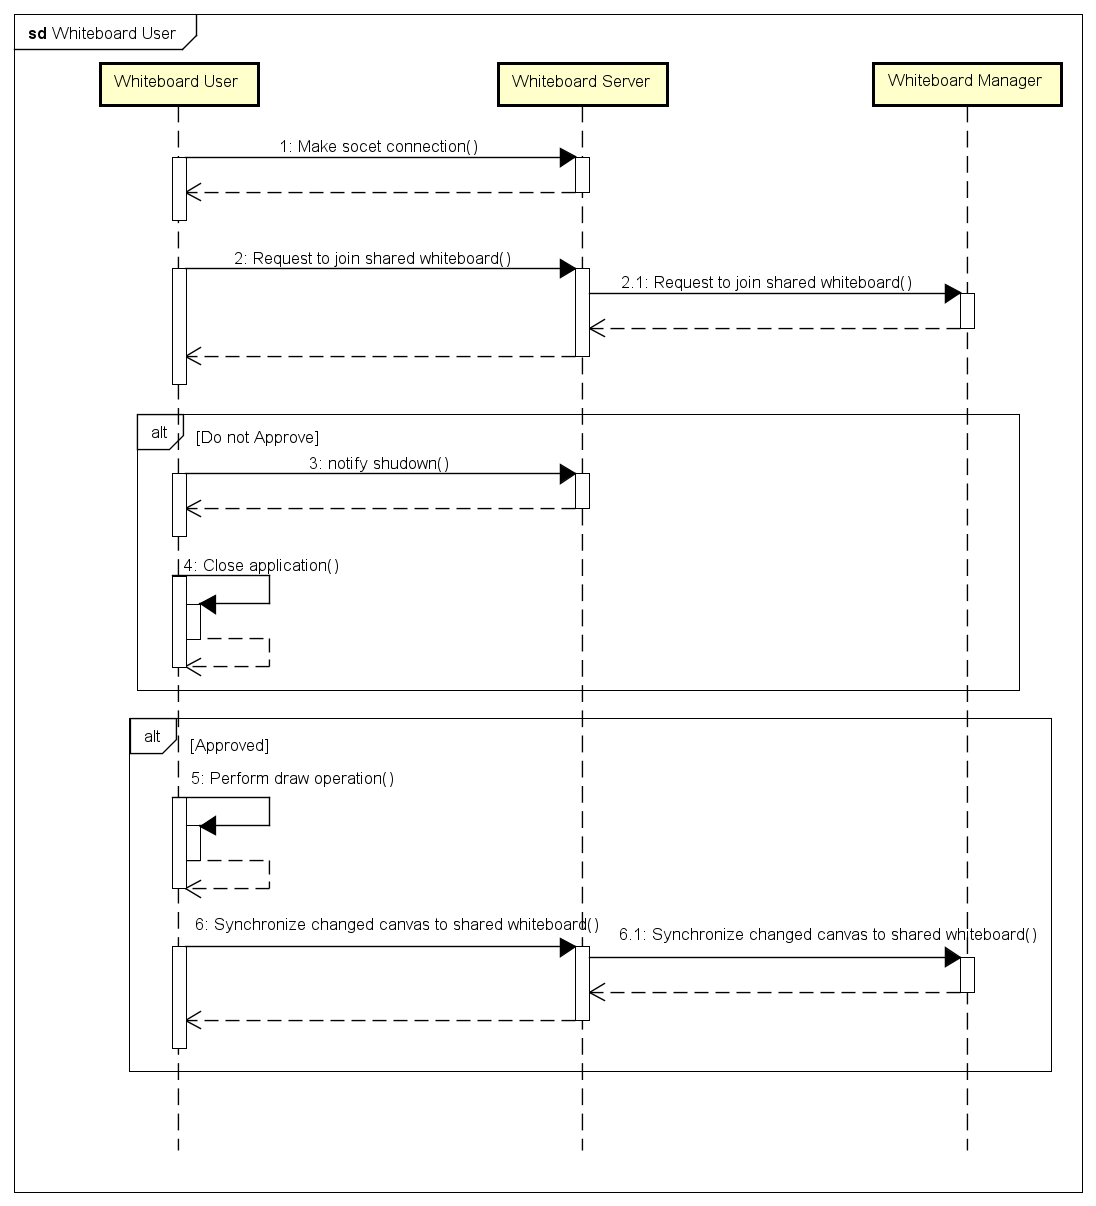 sd Whiteboard User
Whiteboard User
Whiteboard Server
Whiteboard Manager
1: Make socet connection()
2: Request to join shared whiteboard()
2.1: Request to join shared whiteboard()
alt
[Do not Approve]
3: notify shudown()
4: Close application()
alt
[Approved]
5: Perform draw operation()
6: Synchronize changed canvas to shared whiteboard()
6.1: Synchronize changed canvas to shared whiteboard()